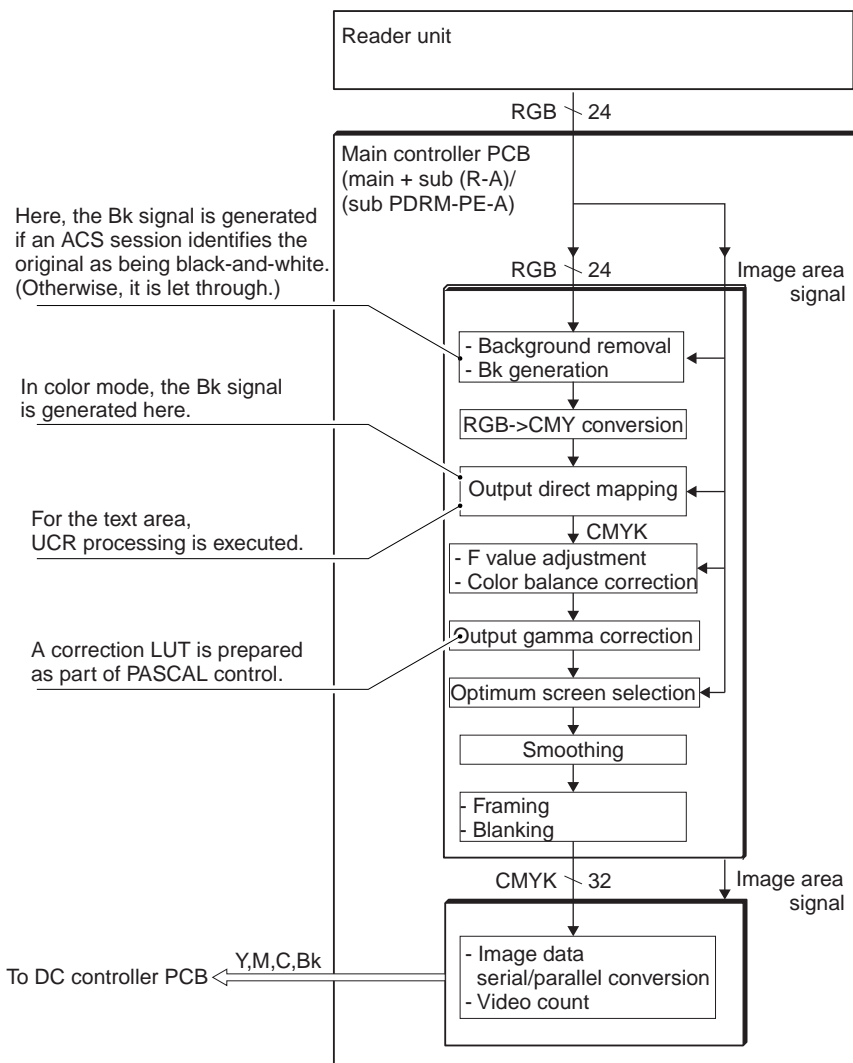 Reader unit
RGB 24
Main controller PCB
(main + sub (R-A)/
(sub PDRM-PE-A)
Here, the Bk signal is generated
if an ACS session identifies the
original as being black-and-white.
(Otherwise, it is let through.)
RGB 24
Image area
signal
- Background removal
- Bk generation
In color mode, the Bk signal
is generated here.
RGB->CMY conversion
Output direct mapping
For the text area,
UCR processing is executed.
CMYK
- F value adjustment
- Color balance correction
A correction LUT is prepared
as part of PASCAL control.
Output gamma correction
Optimum screen selection
Smoothing
- Framing
- Blanking
CMYK 32
Image area
signal
- Image data
serial/parallel conversion
- Video count
Y,M,C,Bk
To DC controller PCB